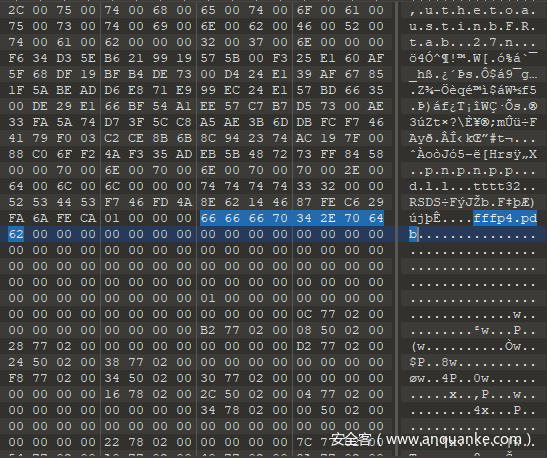 2C 00 75 00 74 00 68 00 65 00 74 00 6F 00 61 00 ,.u.t.h.e.t.o.a.
75 00 73 00 74 00 69 00 6E 00 62 00 46 00 52 00 u.s.t.i.n.b.F.R.
74 00 61 00 62 00 00 00 32 00 37 00 6E 00 00 00 t.a.b...2.7.n...
F6 34 D3 5E B6 21 99 19 57 5B 00 F3 25 E1 60 AF ö4Ó^¶!™.W[.ó%á`¯
5F 68 DF 19 BF B4 DE 73 00 D4 24 E1 39 AF 67 85 _hß.¿´Þs.Ô$á9¯g…
1F 5A BE AD D6 E8 71 E9 99 EC 24 E1 57 BD 66 35 .Z¾-Öèqé™ì$áW½f5
00 DE 29 E1 66 BF 54 A1 EE 57 C7 B7 D5 73 00 AE .Þ)áf¿T¡îWÇ·Õs.®
33 FA 5A 74 D7 3F 5C C8 A5 AE 3B 6D DB FC F7 46 3úZt×?\È¥®;mÛü÷F
41 79 F0 03 C2 CE 8B 6B 8C 94 23 74 AC 19 7F 00 Ayð.ÂÎ‹kŒ”#t¬...
88 C0 6F F2 4A F3 35 AD EB 5B 48 72 73 FF 84 58 ˆÀoòJó5-ë[Hrsÿ„X
00 00 70 00 6E 00 70 00 6E 00 70 00 70 00 2E 00 ..p.n.p.n.p.p...
64 00 6C 00 6C 00 00 00 74 74 74 74 33 32 00 00 d.l.l...tttt32..
52 53 44 53 F7 46 FD 4A 8E 62 14 46 87 FE C6 29 RSDS÷FýJŽb.F‡þÆ)
FA 6A FE CA 01 00 00 00 66 66 66 70 34 2E 70 64 újþÊ....fffp4.pd
62 00 00 00 00 00 00 00 00 00 00 00 00 00 00 00 b...............
00 00 00 00 00 00 00 00 00 00 00 00 00 00 00 00 ................
00 00 00 00 00 00 00 00 00 00 00 00 00 00 00 00 ................
00 00 00 00 00 00 00 00 00 00 00 00 00 00 00 00 ................
00 00 00 00 00 00 00 00 01 00 00 00 00 00 00 00 ................
00 00 00 00 00 00 00 00 00 00 00 00 0C 77 02 00 .............w..
00 00 00 00 00 00 00 00 B2 77 02 00 08 50 02 00 ........²w...P..
28 77 02 00 00 00 00 00 00 00 00 00 D2 77 02 00 (w..........Òw..
24 50 02 00 38 77 02 00 00 00 00 00 00 00 00 00 $P..8w..........
F8 77 02 00 34 50 02 00 30 77 02 00 00 00 00 00 øw..4P..0w......
00 00 00 00 16 78 02 00 2C 50 02 00 04 77 02 00 .....x..,P...w..
00 00 00 00 00 00 00 00 34 78 02 00 00 50 02 00 ........4x...P..
00 00 00 00 00 00 00 00 00 00 00 00 00 00 00 00 ................
00 00 00 00 22 78 02 00 00 00 00 00 7C 77
安全客 ( www.anquanke.com )